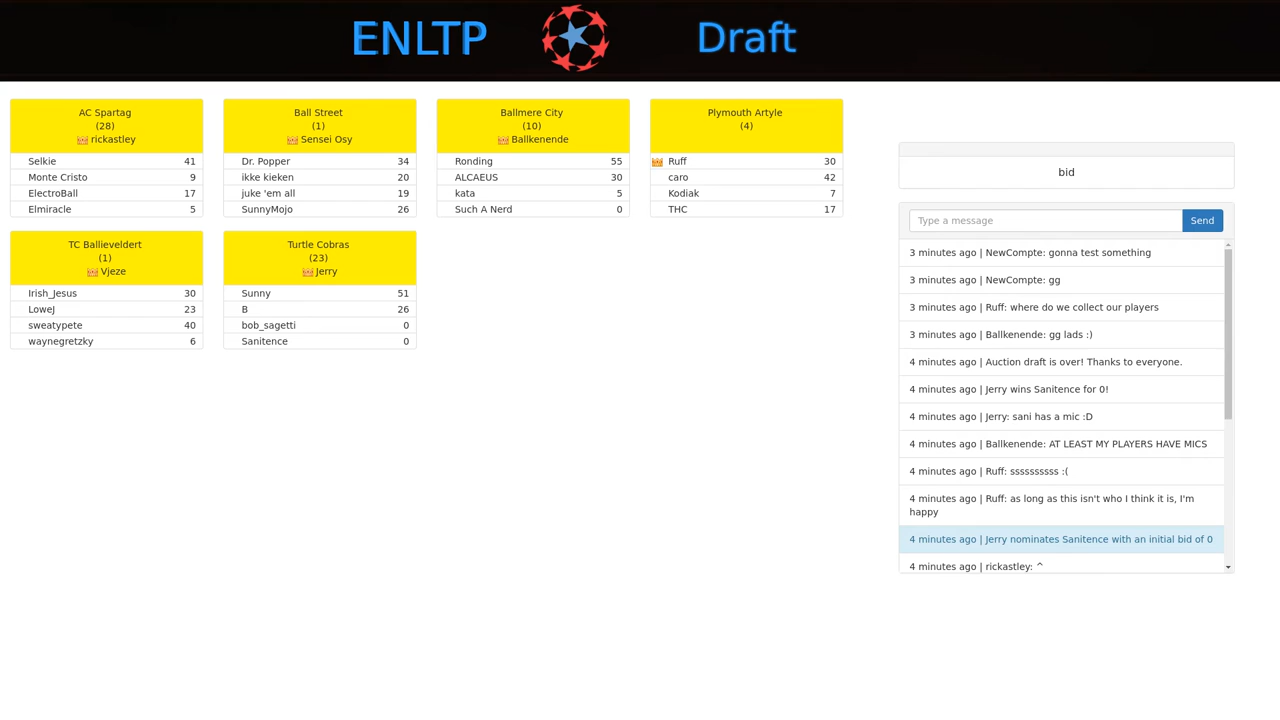 ENLTP Draft
AC Spartag
(28)
rickastley
Selkie 41
Monte Cristo 9
ElectroBall 17
Elmiracle 5
Ball Street
(1)
Sensei Osy
Dr. Popper 34
ikke kieken 20
juke 'em all 19
SunnyMojo 26
Ballmere City
(10)
Ballkenende
Ronding 55
ALCAEUS 30
kata 5
Such A Nerd 0
Plymouth Artyle
(4)
Ruff 30
caro 42
Kodiak 7
THC 17
TC Ballieveldert
(1)
Vjeze
Irish_Jesus 30
LoweJ 23
sweatypete 40
waynegretzky 6
Turtle Cobras
(23)
Jerry
Sunny 51
B 26
bob_sagetti 0
Sanitence 0
bid
Type a message Send
3 minutes ago | NewCompte: gonna test something
3 minutes ago | NewCompte: gg
3 minutes ago | Ruff: where do we collect our players
3 minutes ago | Ballkenende: gg lads :)
4 minutes ago | Auction draft is over! Thanks to everyone.
4 minutes ago | Jerry wins Sanitence for 0!
4 minutes ago | Jerry: sani has a mic :D
4 minutes ago | Ballkenende: AT LEAST MY PLAYERS HAVE MICS
4 minutes ago | Ruff: ssssssssss :(
4 minutes ago | Ruff: as long as this isn't who I think it is, I'm
happy
4 minutes ago | Jerry nominates Sanitence with an initial bid of 0
4 minutes ago | rickastley: ^